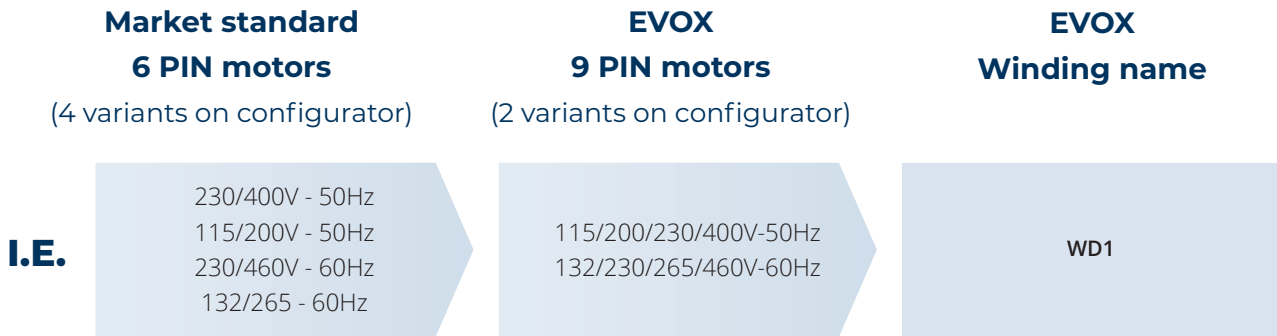 Market standard
6 PIN motors
(4 variants on configurator)
EVOX
9 PIN motors
(2 variants on configurator)
EVOX
Winding name
I.E.
230/400V - 50Hz
115/200V - 50Hz
230/460V - 60Hz
132/265 - 60Hz
115/200/230/400V-50Hz
132/230/265/460V-60Hz
WD1